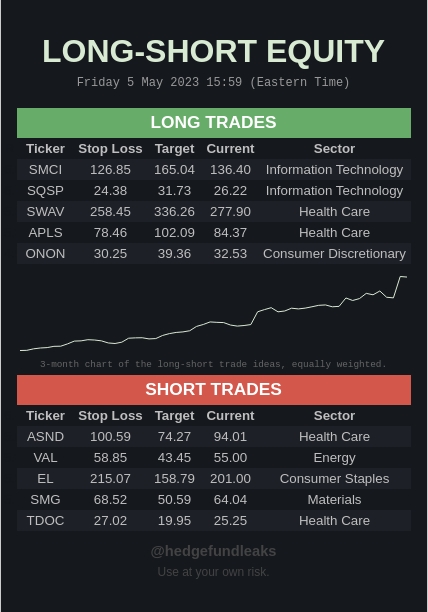 LONG-SHORT EQUITY
Friday 5 May 2023 15:59 (Eastern Time)
LONG TRADES
Ticker Stop Loss Target Current Sector
SMCI 126.85 165.04 136.40 Information Technology
SQSP 24.38 31.73 26.22 Information Technology
SWAV 258.45 336.26 277.90 Health Care
APLS 78.46 102.09 84.37 Health Care
ONON 30.25 39.36 32.53 Consumer Discretionary
3-month chart of the long-short trade ideas, equally weighted.
SHORT TRADES
Ticker Stop Loss Target Current Sector
ASND 100.59 74.27 94.01 Health Care
VAL 58.85 43.45 55.00 Energy
EL 215.07 158.79 201.00 Consumer Staples
SMG 68.52 50.59 64.04 Materials
TDOC 27.02 19.95 25.25 Health Care
@hedgefundleaks
Use at your own risk.